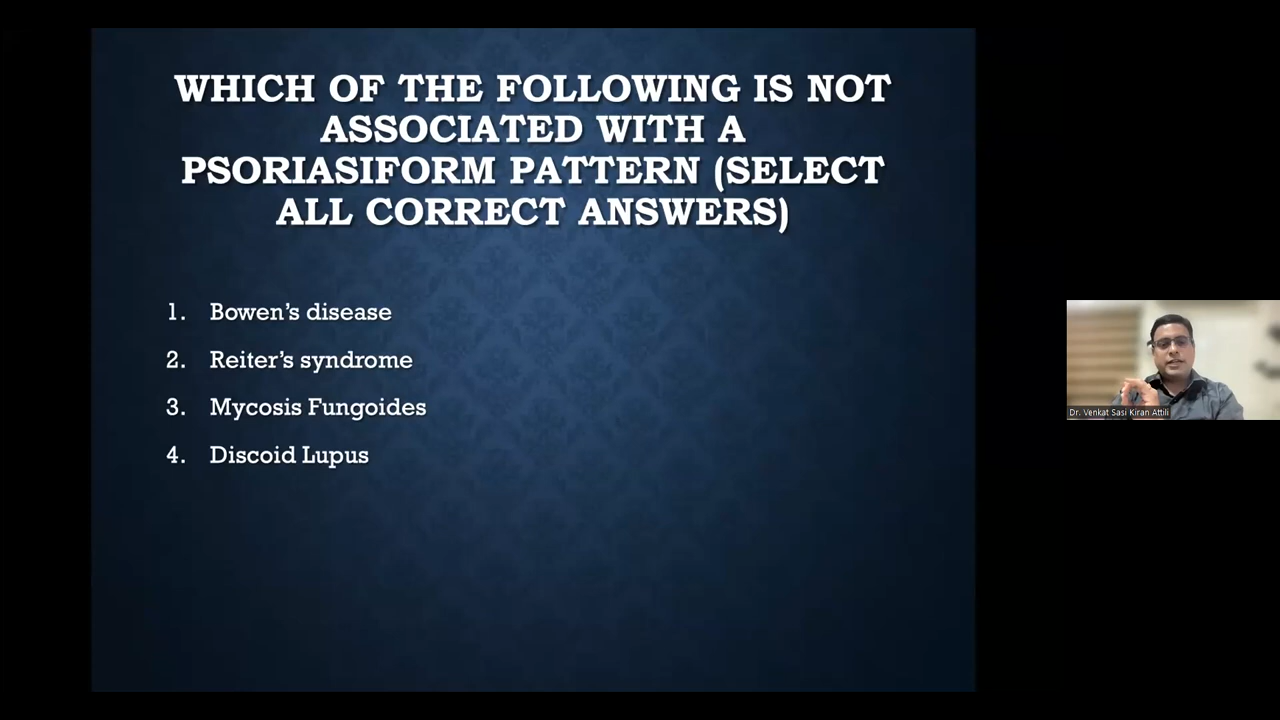 WHICH OF THE FOLLOWING IS NOT
ASSOCIATED WITH A
PSORIASIFORM PATTERN (SELECT
ALL CORRECT ANSWERS)
1. Bowen's disease
2. Reiter's syndrome
3. Mycosis Fungoides
4. Discoid Lupus
Dr. Venkat Sasi Kiran Attili